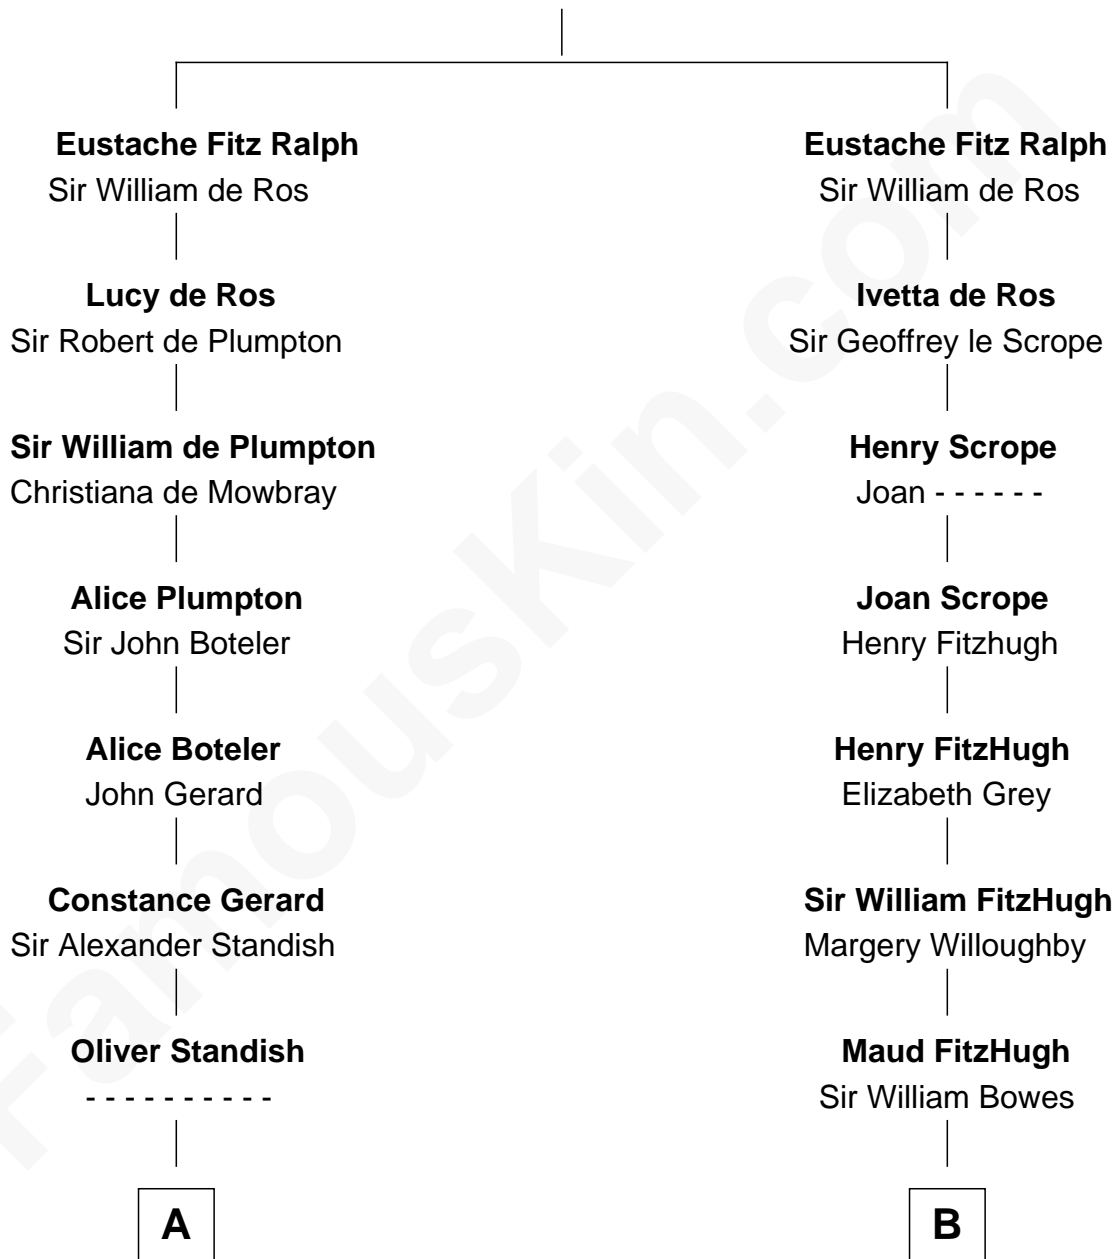 Eustache Fitz Ralph
Sir William de Ros
Lucy de Ros
Sir Robert de Plumpton
Sir William de Plumpton
Christiana de Mowbray
Alice Plumpton
Sir John Boteler
Alice Boteler
John Gerard
Constance Gerard
Sir Alexander Standish
Oliver Standish
- - - - - - - - - -
A
Eustache Fitz Ralph
Sir William de Ros
Ivetta de Ros
Sir Geoffrey le Scrope
Henry Scrope
Joan - - - - - -
Joan Scrope
Henry Fitzhugh
Henry FitzHugh
Elizabeth Grey
Sir William FitzHugh
Margery Willoughby
Maud FitzHugh
Sir William Bowes
B
FamousKin.com